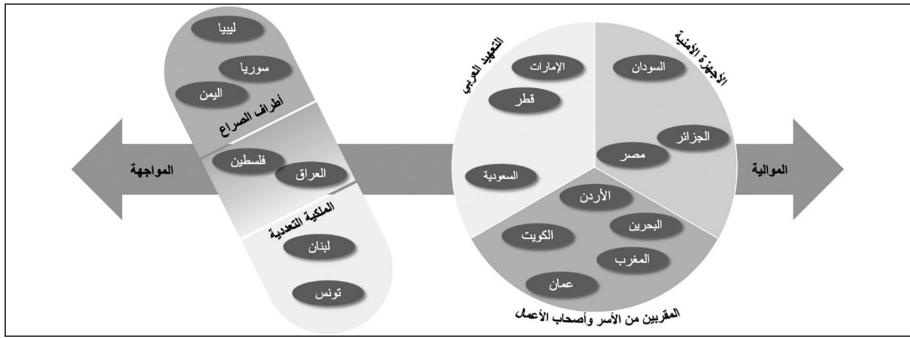 الأجهزة الأمنية
السودان
الجزائر
مصر
الموالية
التعهيد العربي
الإمارات
قطر
السعودية
الأردن
البحرين
الكويت
المغرب
عمان
المقربين من الأسر وأصحاب الأعمال
ليبيا
سوريا
اليمن
أطراف الصراع
فلسطين
العراق
المواجهة
الملكية التعددية
لبنان
تونس